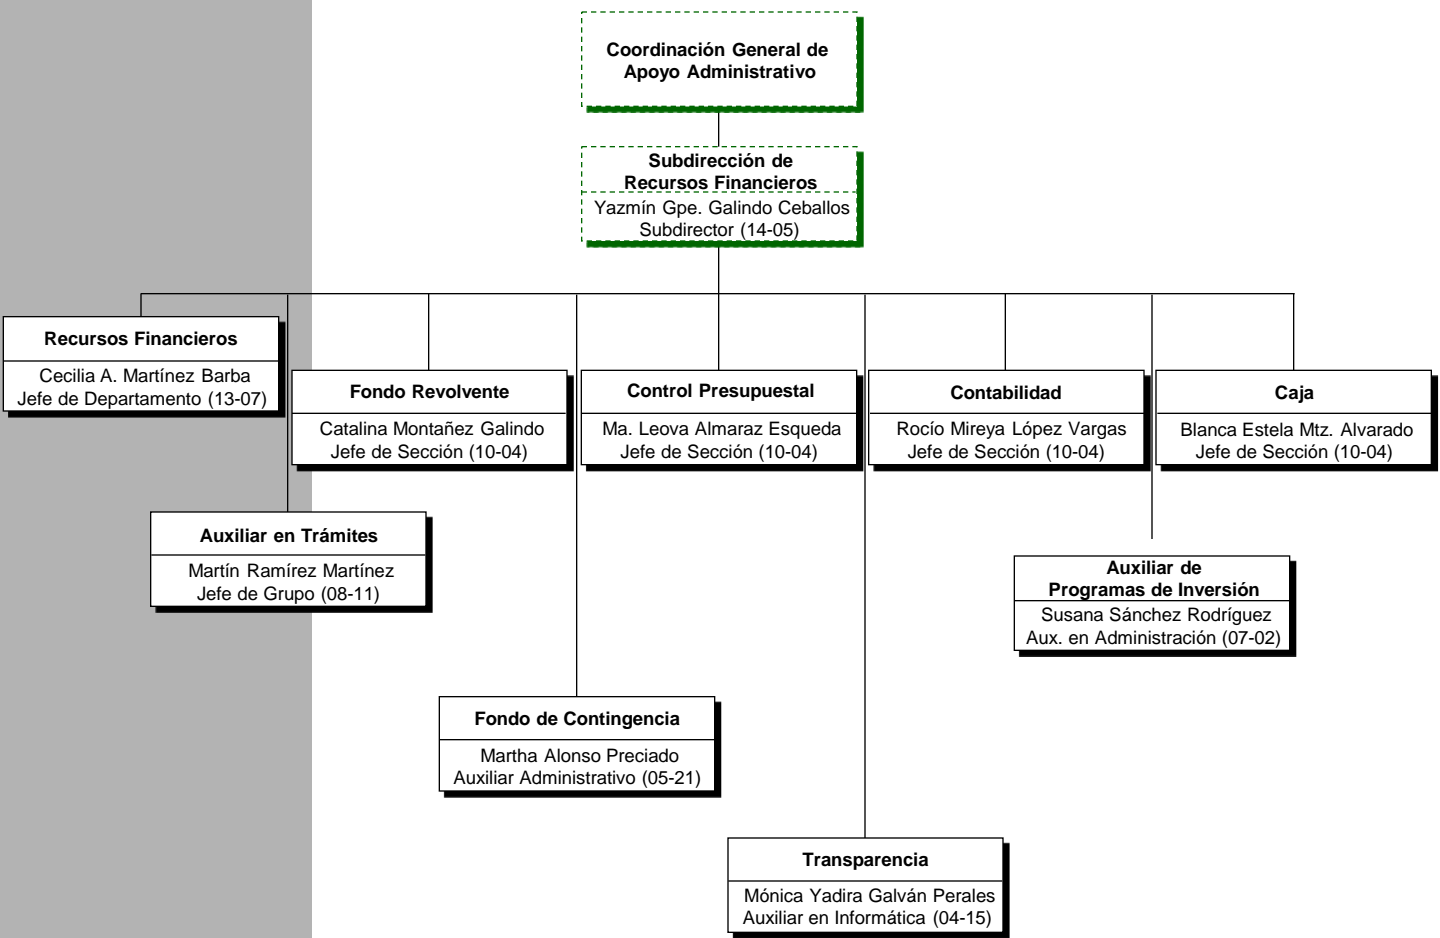 Coordinación General de
Apoyo Administrativo
Subdirección de
Recursos Financieros
Yazmín Gpe. Galindo Ceballos
Subdirector (14-05)
Recursos Financieros
Cecilia A. Martínez Barba
Jefe de Departamento (13-07)
Fondo Revolvente
Catalina Montañez Galindo
Jefe de Sección (10-04)
Control Presupuestal
Ma. Leova Almaraz Esqueda
Jefe de Sección (10-04)
Contabilidad
Rocío Mireya López Vargas
Jefe de Sección (10-04)
Caja
Blanca Estela Mtz. Alvarado
Jefe de Sección (10-04)
Auxiliar en Trámites
Martín Ramírez Martínez
Jefe de Grupo (08-11)
Auxiliar de
Programas de Inversión
Susana Sánchez Rodríguez
Aux. en Administración (07-02)
Fondo de Contingencia
Martha Alonso Preciado
Auxiliar Administrativo (05-21)
Transparencia
Mónica Yadira Galván Perales
Auxiliar en Informática (04-15)